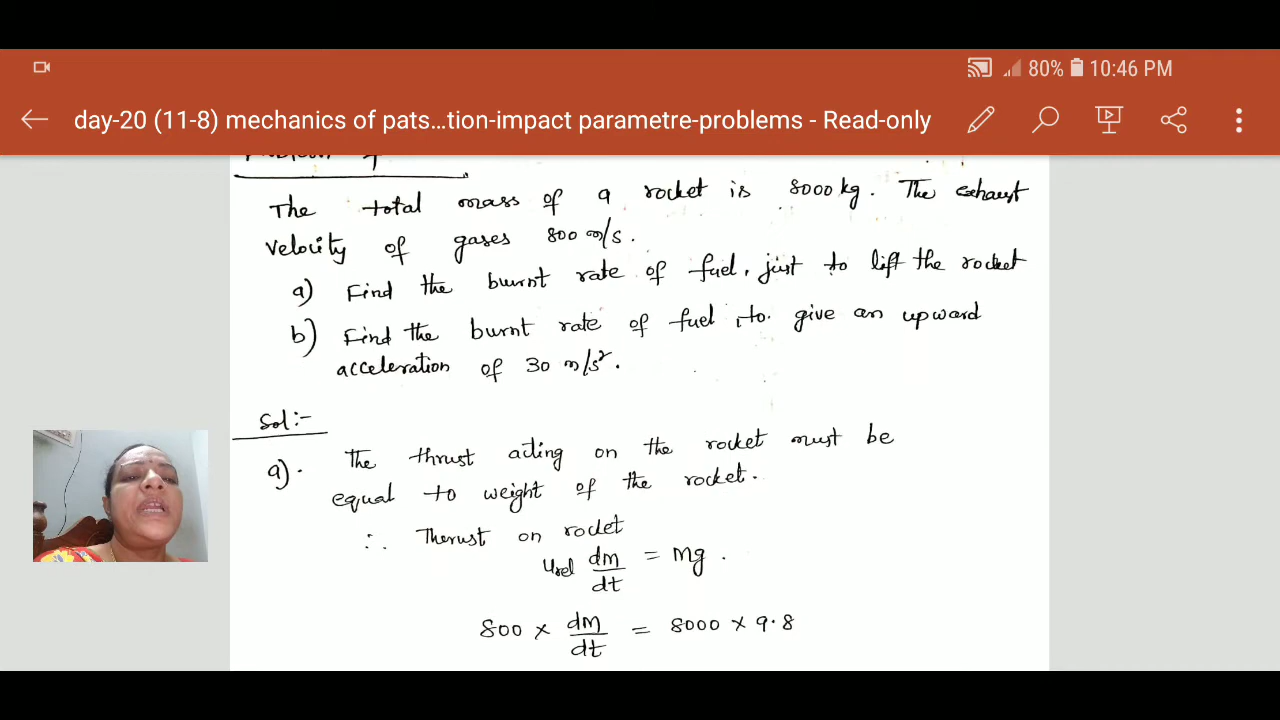 80% 10:46 PM
day-20 (11-8) mechanics of pats...tion-impact parametre-problems - Read-only
The total mass of a rocket is 8000 kg. The exhaust
velocity of gases 800 m/s.
a) Find the burnt rate of fuel, just to lift the rocket
b) Find the burnt rate of fuel, to give an upward
acceleration of 30 m/s².
Sol:-
a). The thrust acting on the rocket must be
equal to weight of the rocket.
∴ Therust on rocket
u_rel dm/dt = mg.
800 × dm/dt = 8000 × 9.8